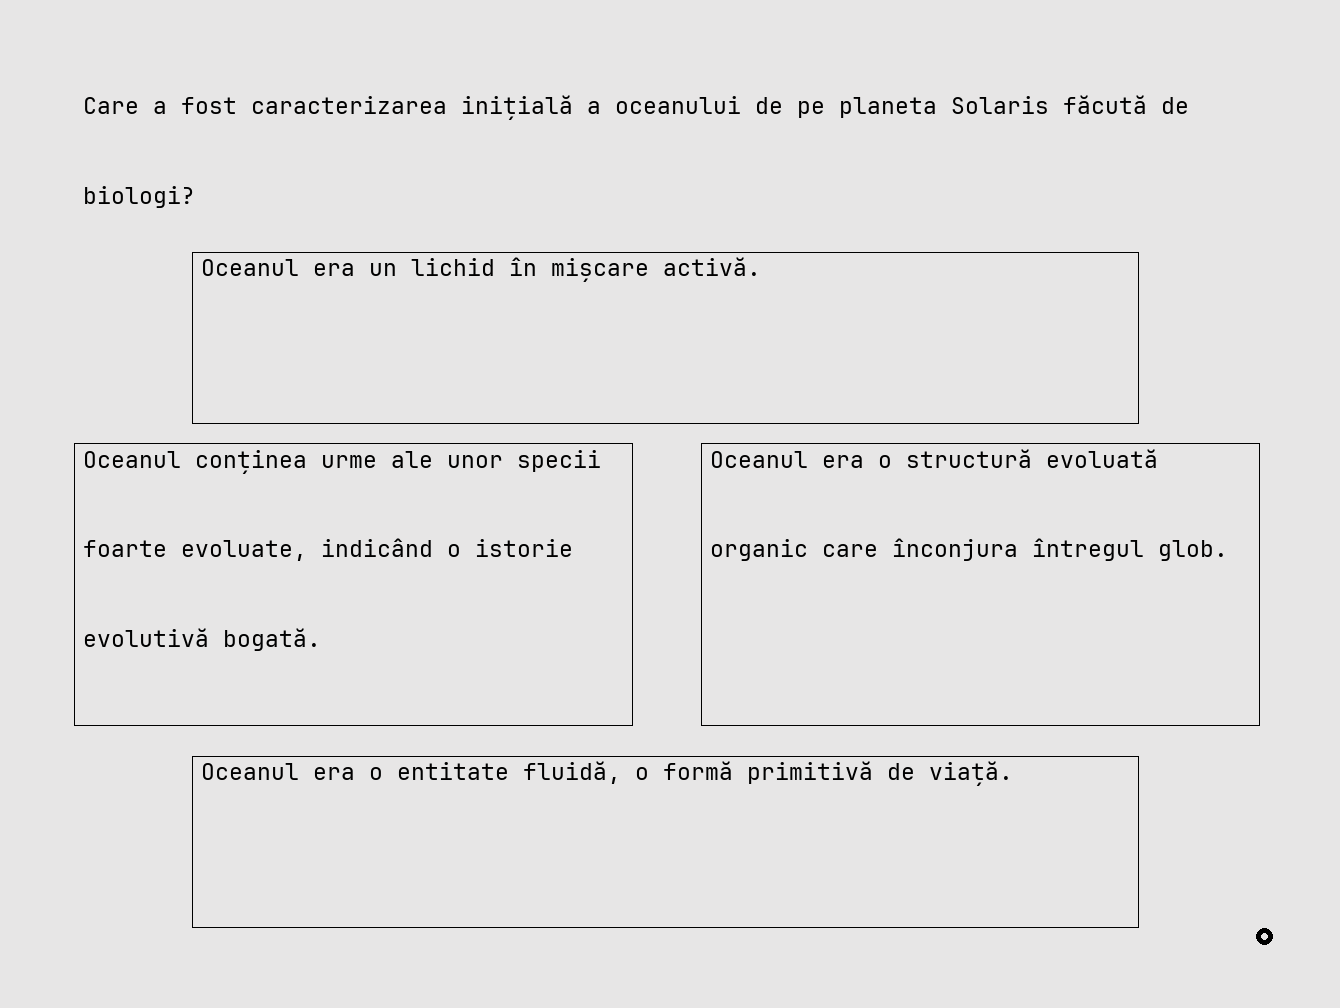 Care a fost caracterizarea inițială a oceanului de pe planeta Solaris făcută de
biologi?
Oceanul era un lichid în mișcare activă.
Oceanul conținea urme ale unor specii
foarte evoluate, indicând o istorie
evolutivă bogată.
Oceanul era o structură evoluată
organic care înconjura întregul glob.
Oceanul era o entitate fluidă, o formă primitivă de viață.